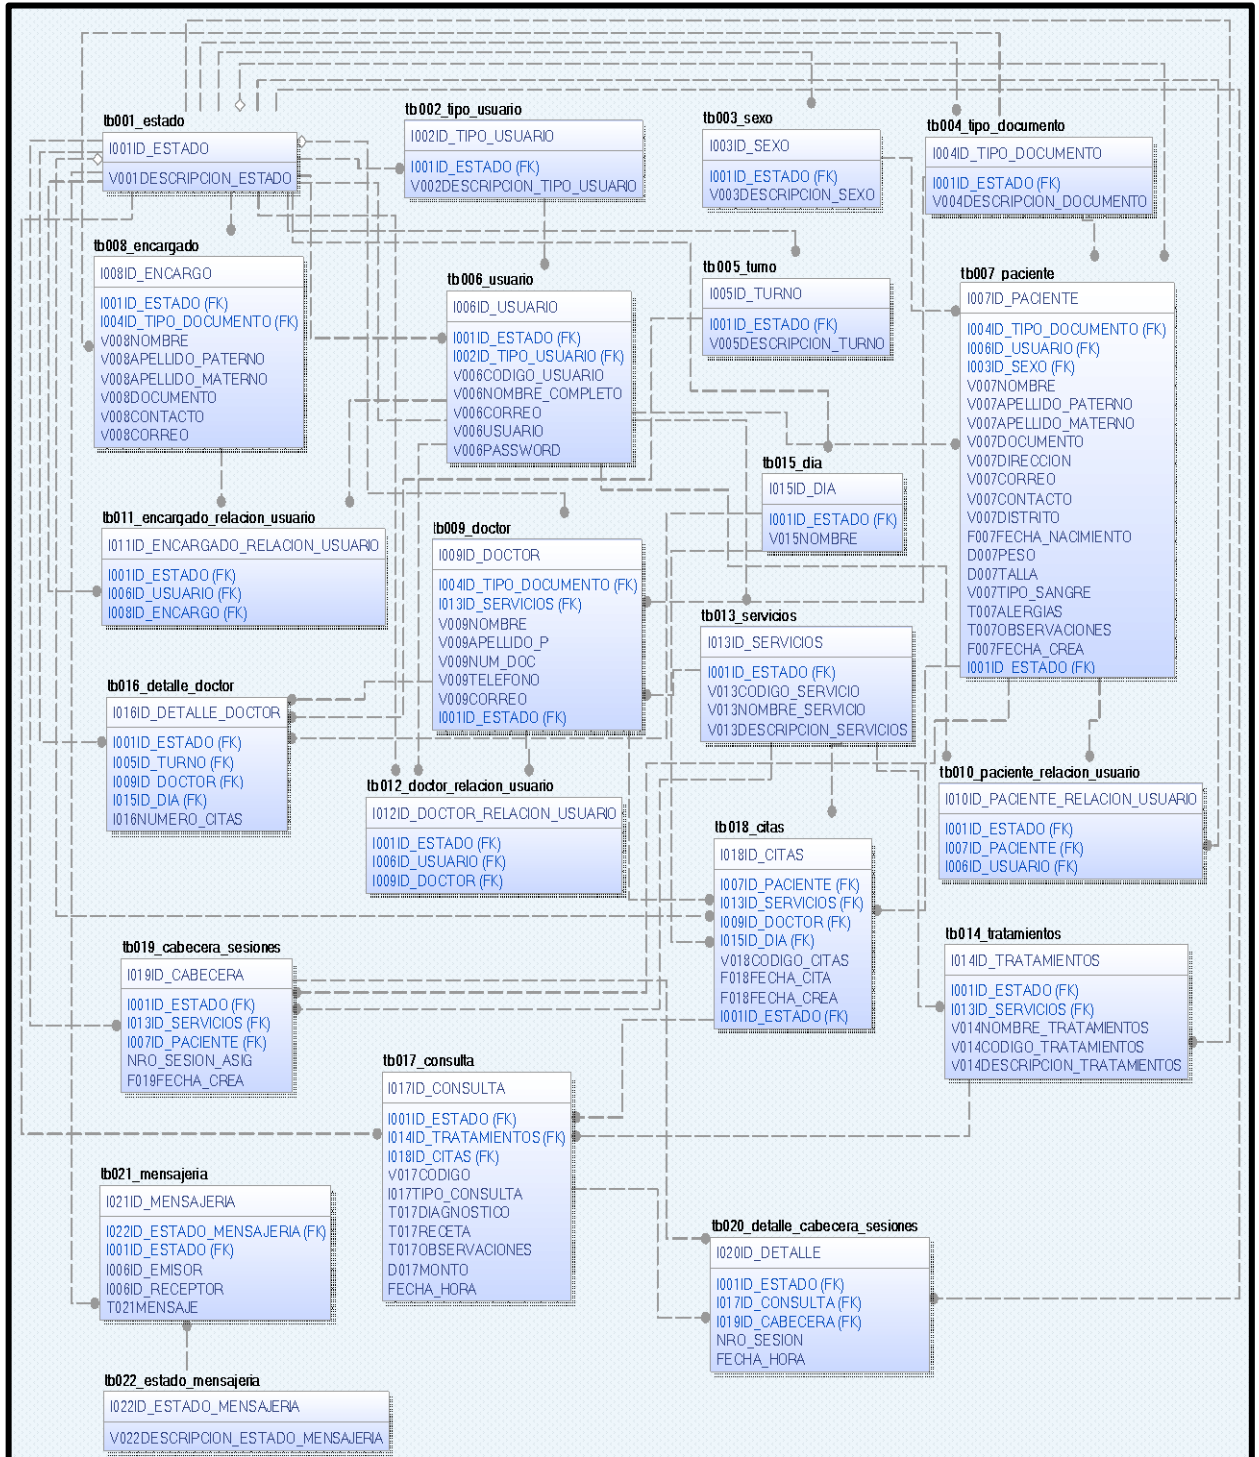 tb001_estado
I001ID_ESTADO
V001DESCRIPCION_ESTADO
tb002_tipo_usuario
I002ID_TIPO_USUARIO
I001ID_ESTADO (FK)
V002DESCRIPCION_TIPO_USUARIO
tb003_sexo
I003ID_SEXO
I001ID_ESTADO (FK)
V003DESCRIPCION_SEXO
tb004_tipo_documento
I004ID_TIPO_DOCUMENTO
I001ID_ESTADO (FK)
V004DESCRIPCION_DOCUMENTO
tb008_encargado
I008ID_ENCARGO
I001ID_ESTADO (FK)
I004ID_TIPO_DOCUMENTO (FK)
V008NOMBRE
V008APELLIDO_PATERNO
V008APELLIDO_MATERNO
V008DOCUMENTO
V008CONTACTO
V008CORREO
tb006_usuario
I006ID_USUARIO
I001ID_ESTADO (FK)
I002ID_TIPO_USUARIO (FK)
V006CODIGO_USUARIO
V006NOMBRE_COMPLETO
V006CORREO
V006USUARIO
V006PASSWORD
tb005_turno
I005ID_TURNO
I001ID_ESTADO (FK)
V005DESCRIPCION_TURNO
tb007_paciente
I007ID_PACIENTE
I004ID_TIPO_DOCUMENTO (FK)
I006ID_USUARIO (FK)
I003ID_SEXO (FK)
V007NOMBRE
V007APELLIDO_PATERNO
V007APELLIDO_MATERNO
V007DOCUMENTO
V007DIRECCION
V007CORREO
V007CONTACTO
V007DISTRITO
F007FECHA_NACIMIENTO
D007PESO
D007TALLA
V007TIPO_SANGRE
T007ALERGIAS
T007OBSERVACIONES
F007FECHA_CREA
I001ID_ESTADO (FK)
tb015_dia
I015ID_DIA
I001ID_ESTADO (FK)
V015NOMBRE
tb011_encargado_relacion_usuario
I011ID_ENCARGADO_RELACION_USUARIO
I001ID_ESTADO (FK)
I006ID_USUARIO (FK)
I008ID_ENCARGO (FK)
tb009_doctor
I009ID_DOCTOR
I004ID_TIPO_DOCUMENTO (FK)
I013ID_SERVICIOS (FK)
V009NOMBRE
V009APELLIDO_P
V009NUM_DOC
V009TELEFONO
V009CORREO
I001ID_ESTADO (FK)
tb013_servicios
I013ID_SERVICIOS
I001ID_ESTADO (FK)
V013CODIGO_SERVICIO
V013NOMBRE_SERVICIO
V013DESCRIPCION_SERVICIOS
tb016_detalle_doctor
I016ID_DETALLE_DOCTOR
I001ID_ESTADO (FK)
I005ID_TURNO (FK)
I009ID_DOCTOR (FK)
I015ID_DIA (FK)
I016NUMERO_CITAS
tb012_doctor_relacion_usuario
I012ID_DOCTOR_RELACION_USUARIO
I001ID_ESTADO (FK)
I006ID_USUARIO (FK)
I009ID_DOCTOR (FK)
tb010_paciente_relacion_usuario
I010ID_PACIENTE_RELACION_USUARIO
I001ID_ESTADO (FK)
I007ID_PACIENTE (FK)
I006ID_USUARIO (FK)
tb018_citas
I018ID_CITAS
I007ID_PACIENTE (FK)
I013ID_SERVICIOS (FK)
I009ID_DOCTOR (FK)
I015ID_DIA (FK)
V018CODIGO_CITAS
F018FECHA_CITA
F018FECHA_CREA
I001ID_ESTADO (FK)
tb019_cabecera_sesiones
I019ID_CABECERA
I001ID_ESTADO (FK)
I013ID_SERVICIOS (FK)
I007ID_PACIENTE (FK)
NRO_SESION_ASIG
F019FECHA_CREA
tb014_tratamientos
I014ID_TRATAMIENTOS
I001ID_ESTADO (FK)
I013ID_SERVICIOS (FK)
V014NOMBRE_TRATAMIENTOS
V014CODIGO_TRATAMIENTOS
V014DESCRIPCION_TRATAMIENTOS
tb017_consulta
I017ID_CONSULTA
I001ID_ESTADO (FK)
I014ID_TRATAMIENTOS (FK)
I018ID_CITAS (FK)
V017CODIGO
I017TIPO_CONSULTA
T017DIAGNOSTICO
T017RECETA
T017OBSERVACIONES
D017MONTO
FECHA_HORA
tb021_mensajeria
I021ID_MENSAJERIA
I022ID_ESTADO_MENSAJERIA (FK)
I001ID_ESTADO (FK)
I006ID_EMISOR
I006ID_RECEPTOR
T021MENSAJE
tb020_detalle_cabecera_sesiones
I020ID_DETALLE
I001ID_ESTADO (FK)
I017ID_CONSULTA (FK)
I019ID_CABECERA (FK)
NRO_SESION
FECHA_HORA
tb022_estado_mensajeria
I022ID_ESTADO_MENSAJERIA
V022DESCRIPCION_ESTADO_MENSAJERIA